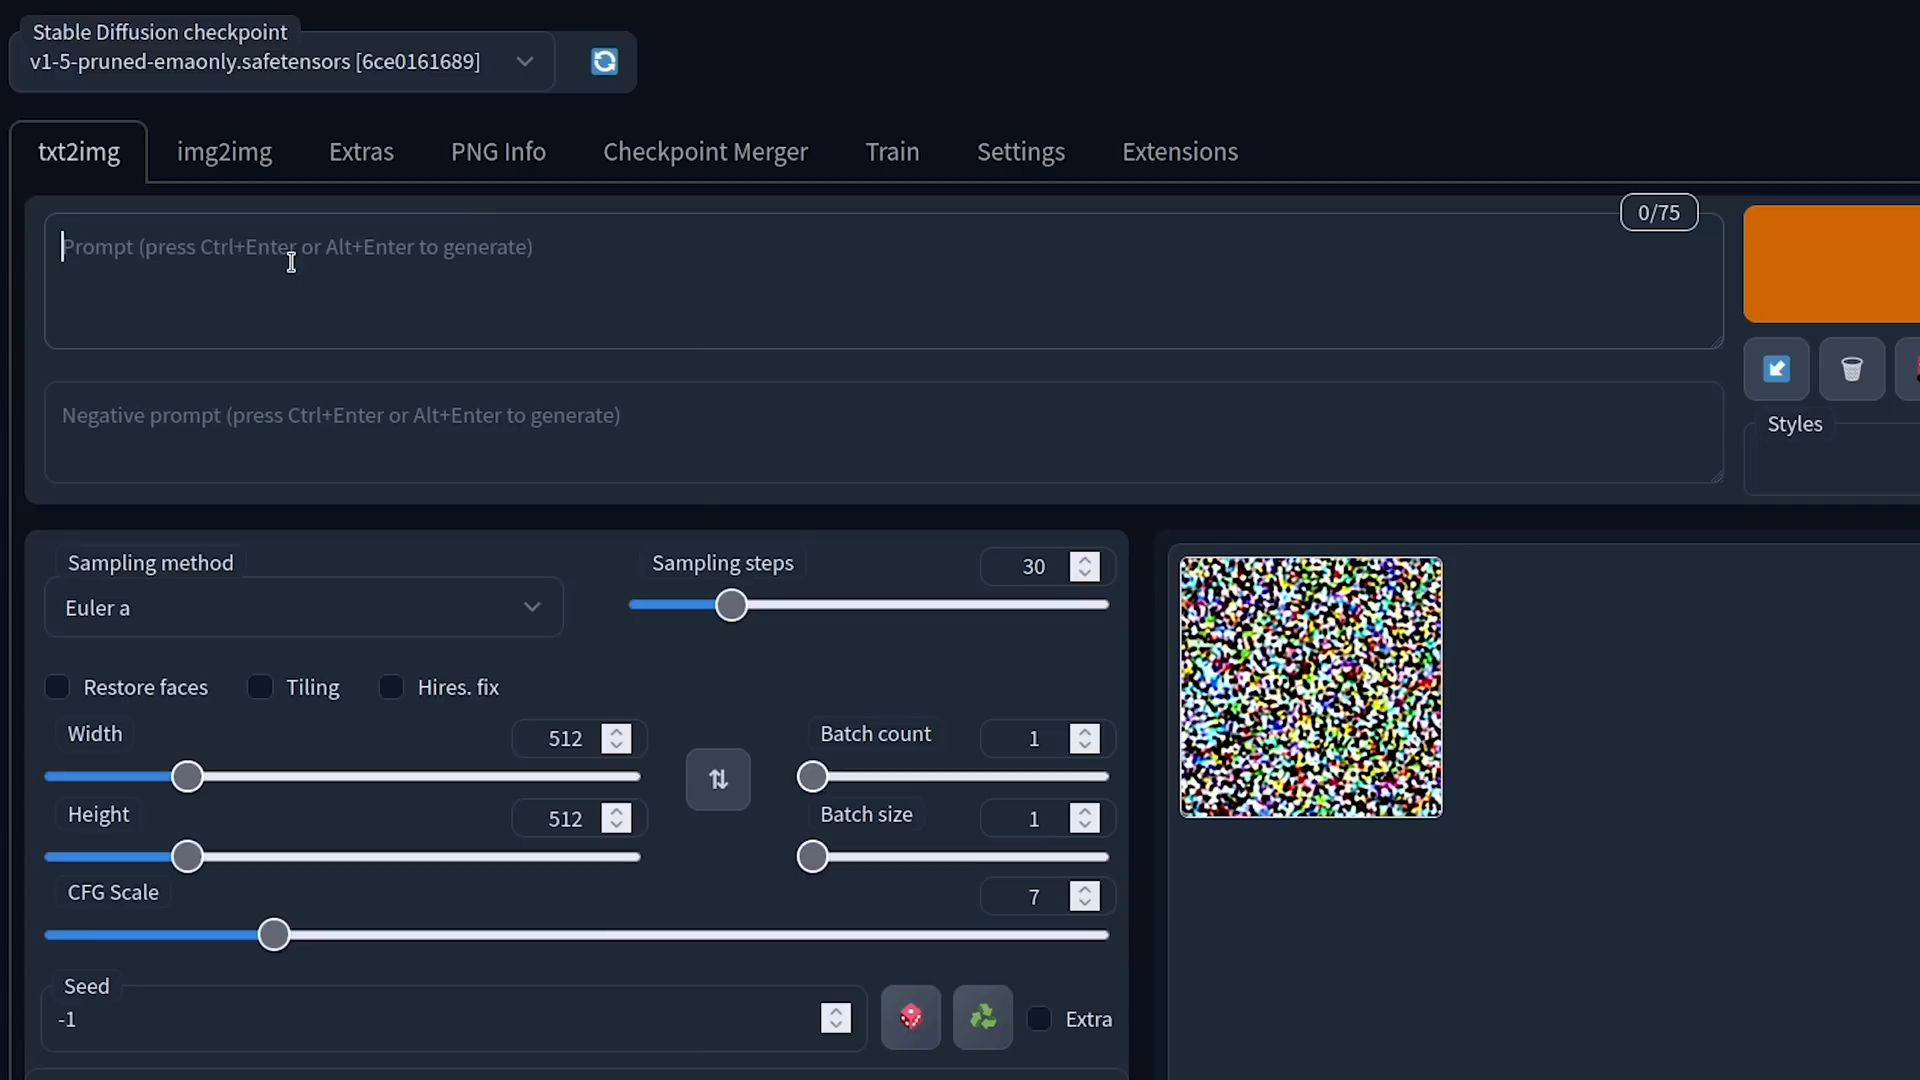 Stable Diffusion checkpoint
v1-5-pruned-emaonly.safetensors [6ce0161689]
txt2img img2img Extras PNG Info Checkpoint Merger Train Settings Extensions
0/75
Prompt (press Ctrl+Enter or Alt+Enter to generate)
Negative prompt (press Ctrl+Enter or Alt+Enter to generate)
Styles
Sampling method
Euler a
Sampling steps
30
Restore faces
Tiling
Hires. fix
Width
512
Batch count
1
Height
512
Batch size
1
CFG Scale
7
Seed
-1
Extra